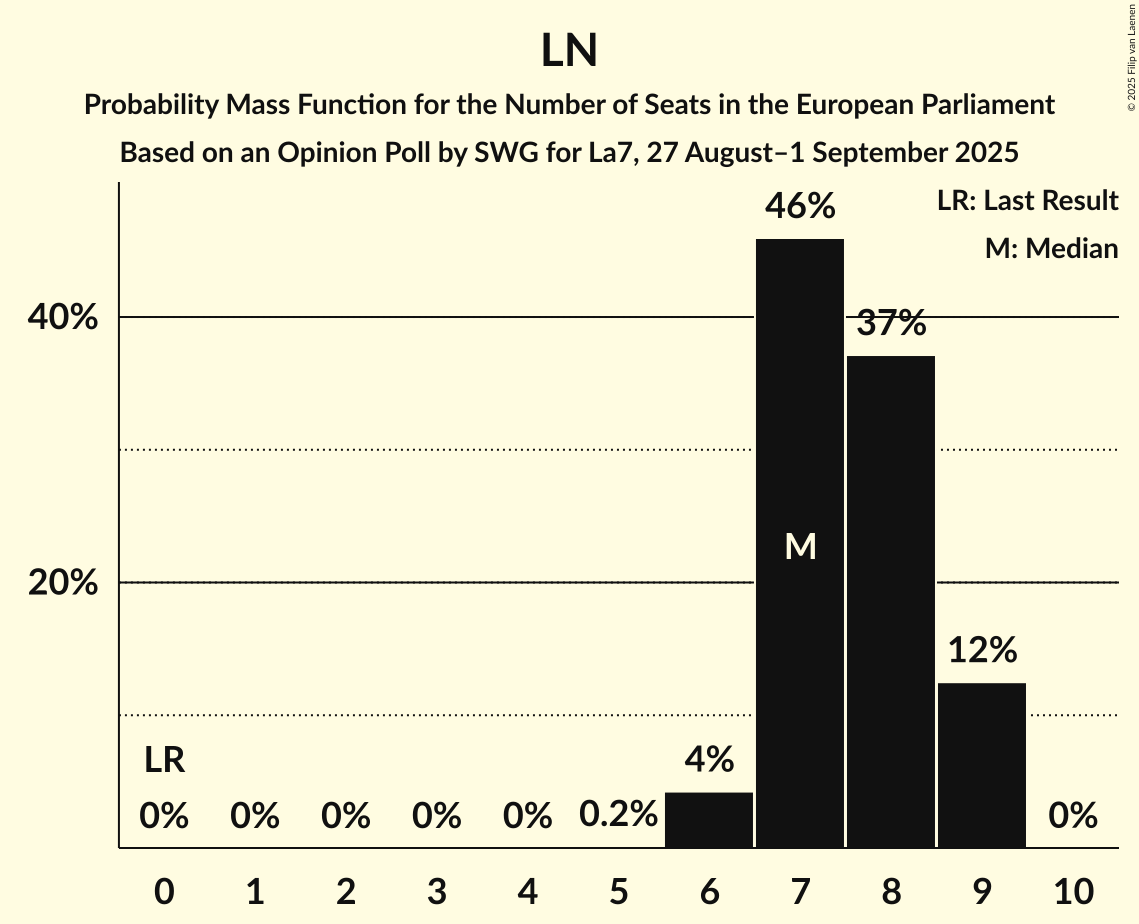 LN
Probability Mass Function for the Number of Seats in the European Parliament
Based on an Opinion Poll by SWG for La7, 27 August–1 September 2025
© 2025 Filip van Laenen
LR: Last Result
M: Median
46%
40%
37%
M
20%
12%
LR
4%
0% 0% 0% 0% 0% 0.2% 0%
0 1 2 3 4 5 6 7 8 9 10